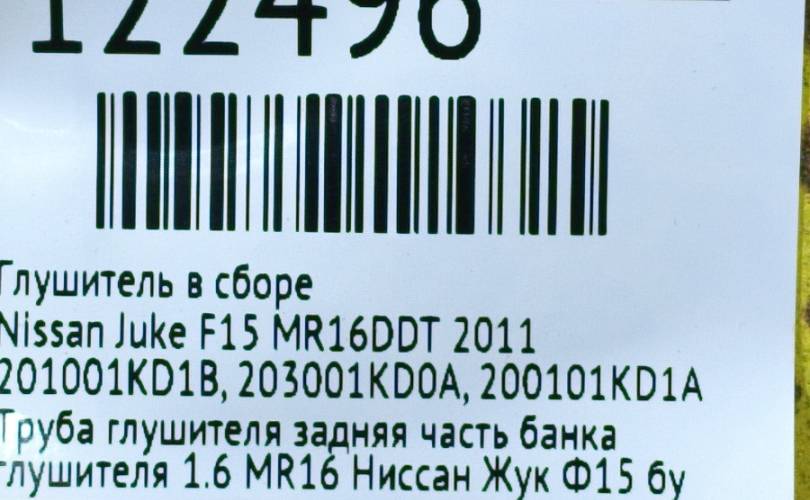 122496
Глушитель в сборе
Nissan Juke F15 MR16DDT 2011
201001KD1B, 203001KD0A, 200101KD1A
Труба глушителя задняя часть банка
глушителя 1.6 MR16 Ниссан Жук Ф15 бу